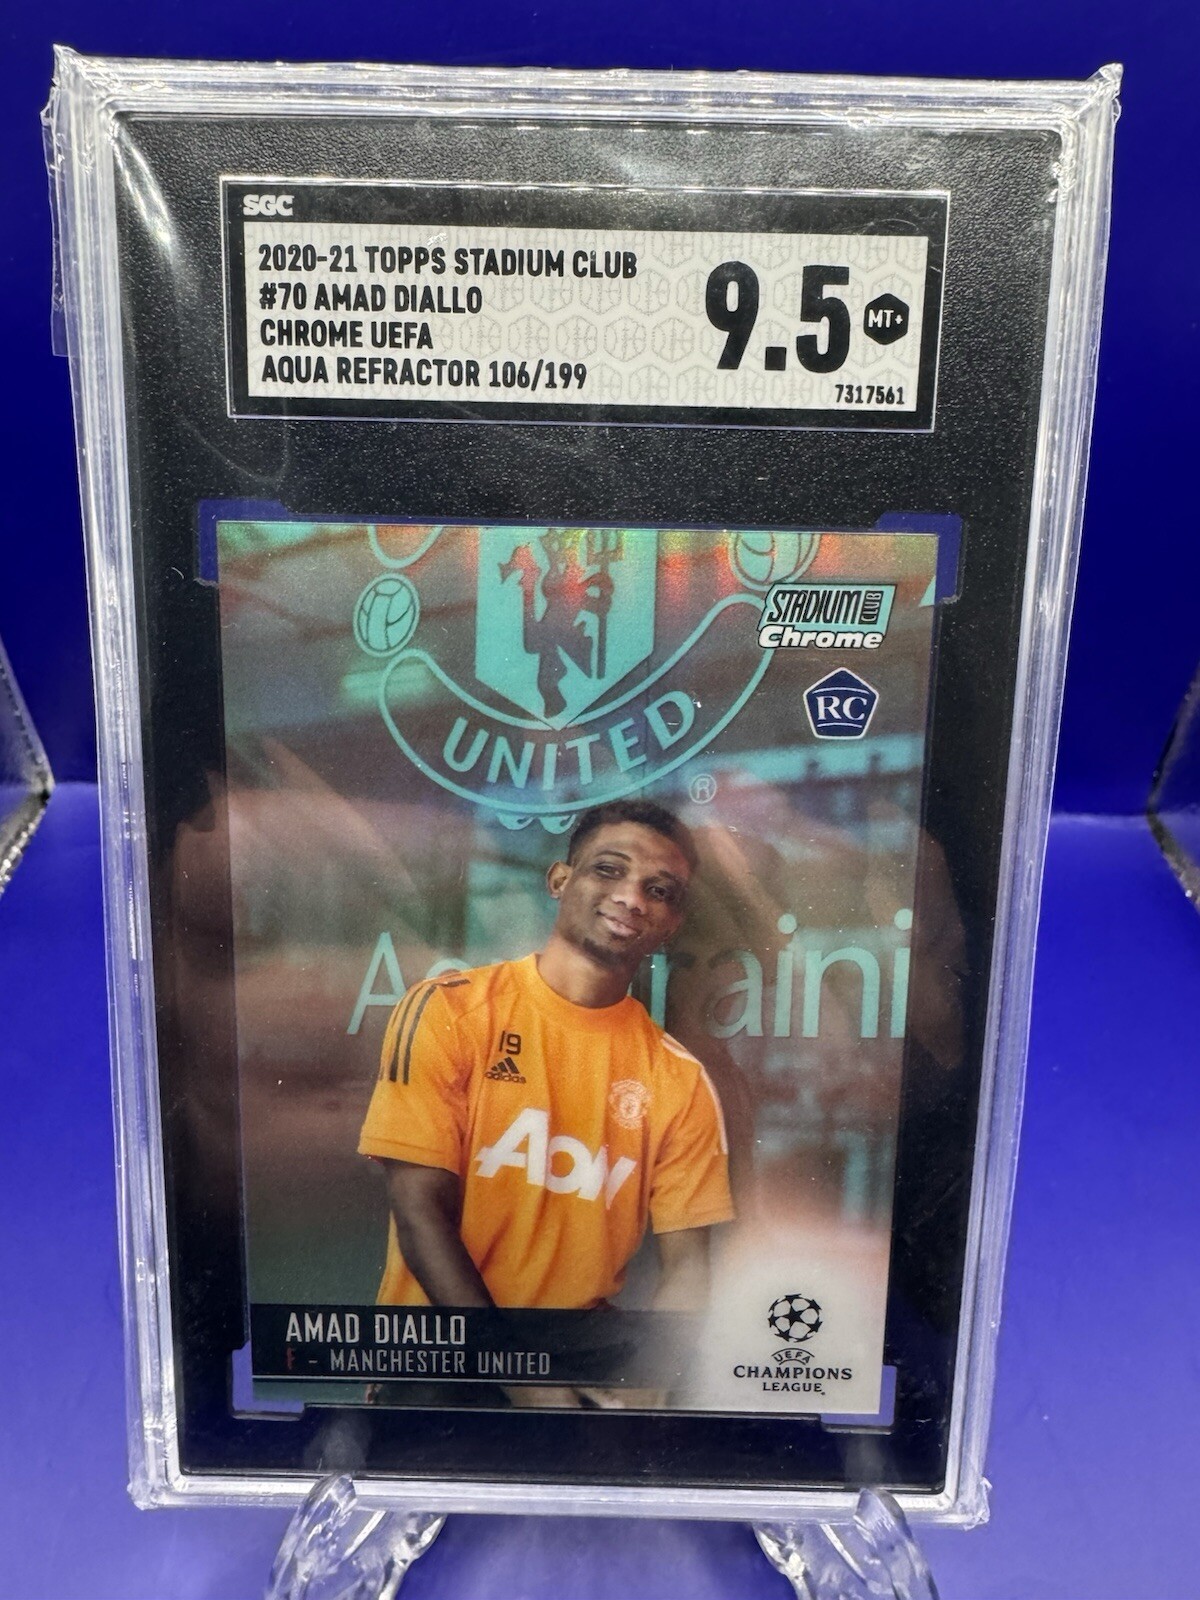 SGC
2020-21 TOPPS STADIUM CLUB
#70 AMAD DIALLO
CHROME UEFA
AQUA REFRACTOR 106/199
9.5
MT+
7317561
STADIUM CLUB
Chrome
RC
UNITED
®
19
adidas
AON
AMAD DIALLO
F - MANCHESTER UNITED
UEFA
CHAMPIONS
LEAGUE